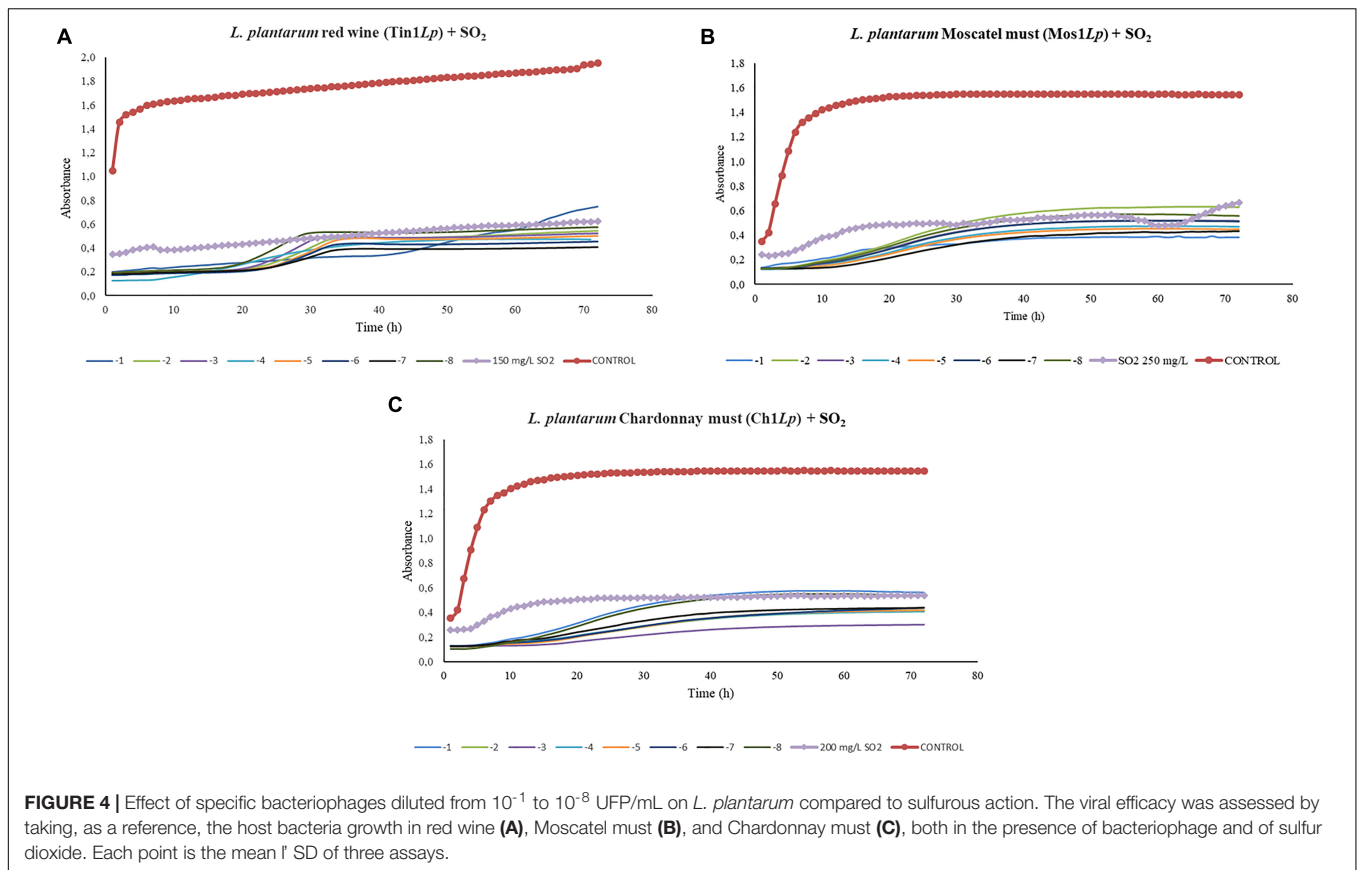 A
L. plantarum red wine (Tin1Lp) + SO2
2,0
1,8
1,6
1,4
1,2
1,0
0,8
0,6
0,4
0,2
0,0
Absorbance
0 10 20 30 40 50 60 70 80
Time (h)
-1 -2 -3 -4 -5 -6 -7 -8 150 mg/L SO2 CONTROL
B
L. plantarum Moscatel must (Mos1Lp) + SO2
1,8
1,6
1,4
1,2
1,0
0,8
0,6
0,4
0,2
0,0
Absorbance
0 10 20 30 40 50 60 70 80
Time (h)
-1 -2 -3 -4 -5 -6 -7 -8 SO2 250 mg/L CONTROL
C
L. plantarum Chardonnay must (Ch1Lp) + SO2
1,8
1,6
1,4
1,2
1,0
0,8
0,6
0,4
0,2
0,0
Absorbance
0 10 20 30 40 50 60 70 80
Time (h)
-1 -2 -3 -4 -5 -6 -7 -8 200 mg/L SO2 CONTROL
FIGURE 4 | Effect of specific bacteriophages diluted from 10-1 to 10-8 UFP/mL on L. plantarum compared to sulfurous action. The viral efficacy was assessed by
taking, as a reference, the host bacteria growth in red wine (A), Moscatel must (B), and Chardonnay must (C), both in the presence of bacteriophage and of sulfur
dioxide. Each point is the mean l' SD of three assays.